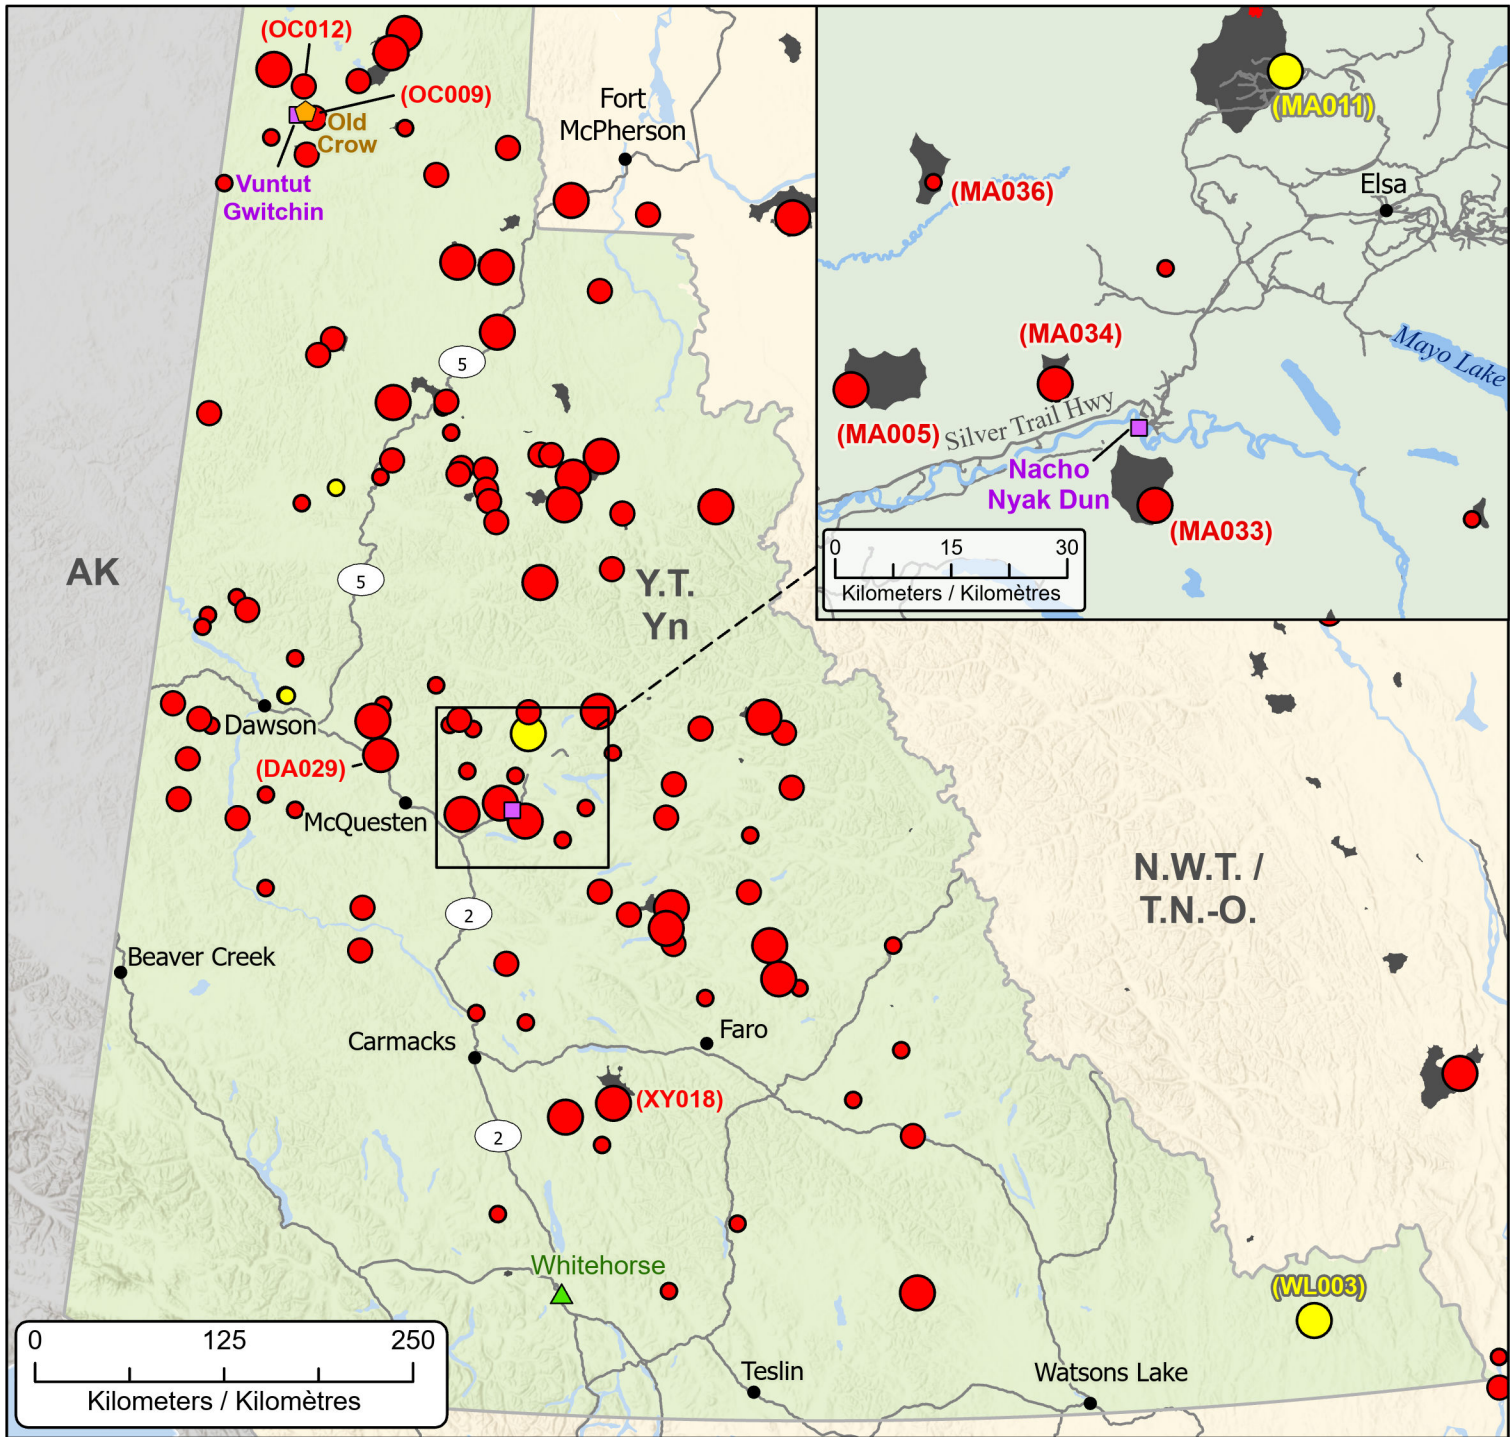 (OC012)
(OC009)
Old
Crow
Vuntut
Gwitchin
Fort
McPherson
(MA011)
Elsa
(MA036)
(MA034)
Mayo Lake
(MA005)
Silver Trail Hwy
Nacho
Nyak Dun
(MA033)
0 15 30
Kilometers / Kilomètres
5
5
AK
Y.T.
Yn
Dawson
(DA029)
McQuesten
N.W.T. /
T.N.-O.
2
Beaver Creek
Carmacks
Faro
(XY018)
2
Whitehorse
(WL003)
0 125 250
Kilometers / Kilomètres
Teslin
Watsons Lake